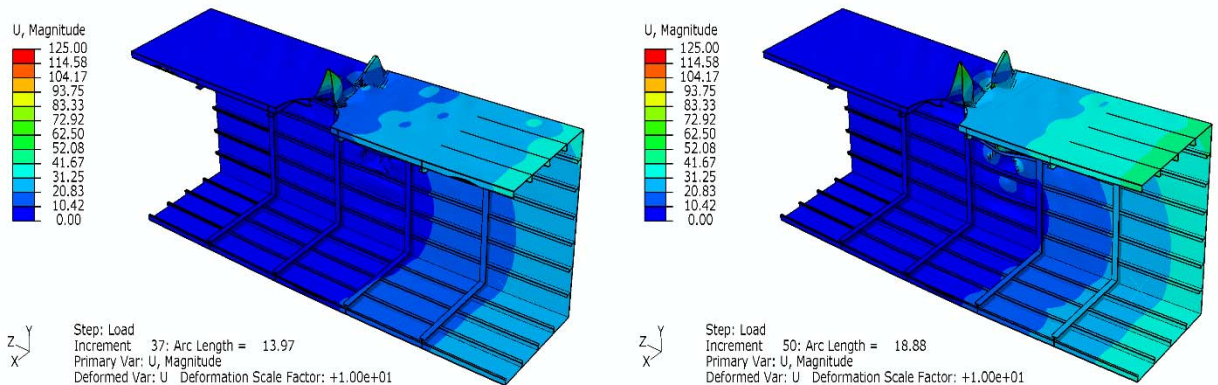 U, Magnitude
125.00
114.58
104.17
93.75
83.33
72.92
62.50
52.08
41.67
31.25
20.83
10.42
0.00
Y
Z
X
Step: Load
Increment 37: Arc Length = 13.97
Primary Var: U, Magnitude
Deformed Var: U Deformation Scale Factor: +1.00e+01
U, Magnitude
125.00
114.58
104.17
93.75
83.33
72.92
62.50
52.08
41.67
31.25
20.83
10.42
0.00
Y
Z
X
Step: Load
Increment 50: Arc Length = 18.88
Primary Var: U, Magnitude
Deformed Var: U Deformation Scale Factor: +1.00e+01